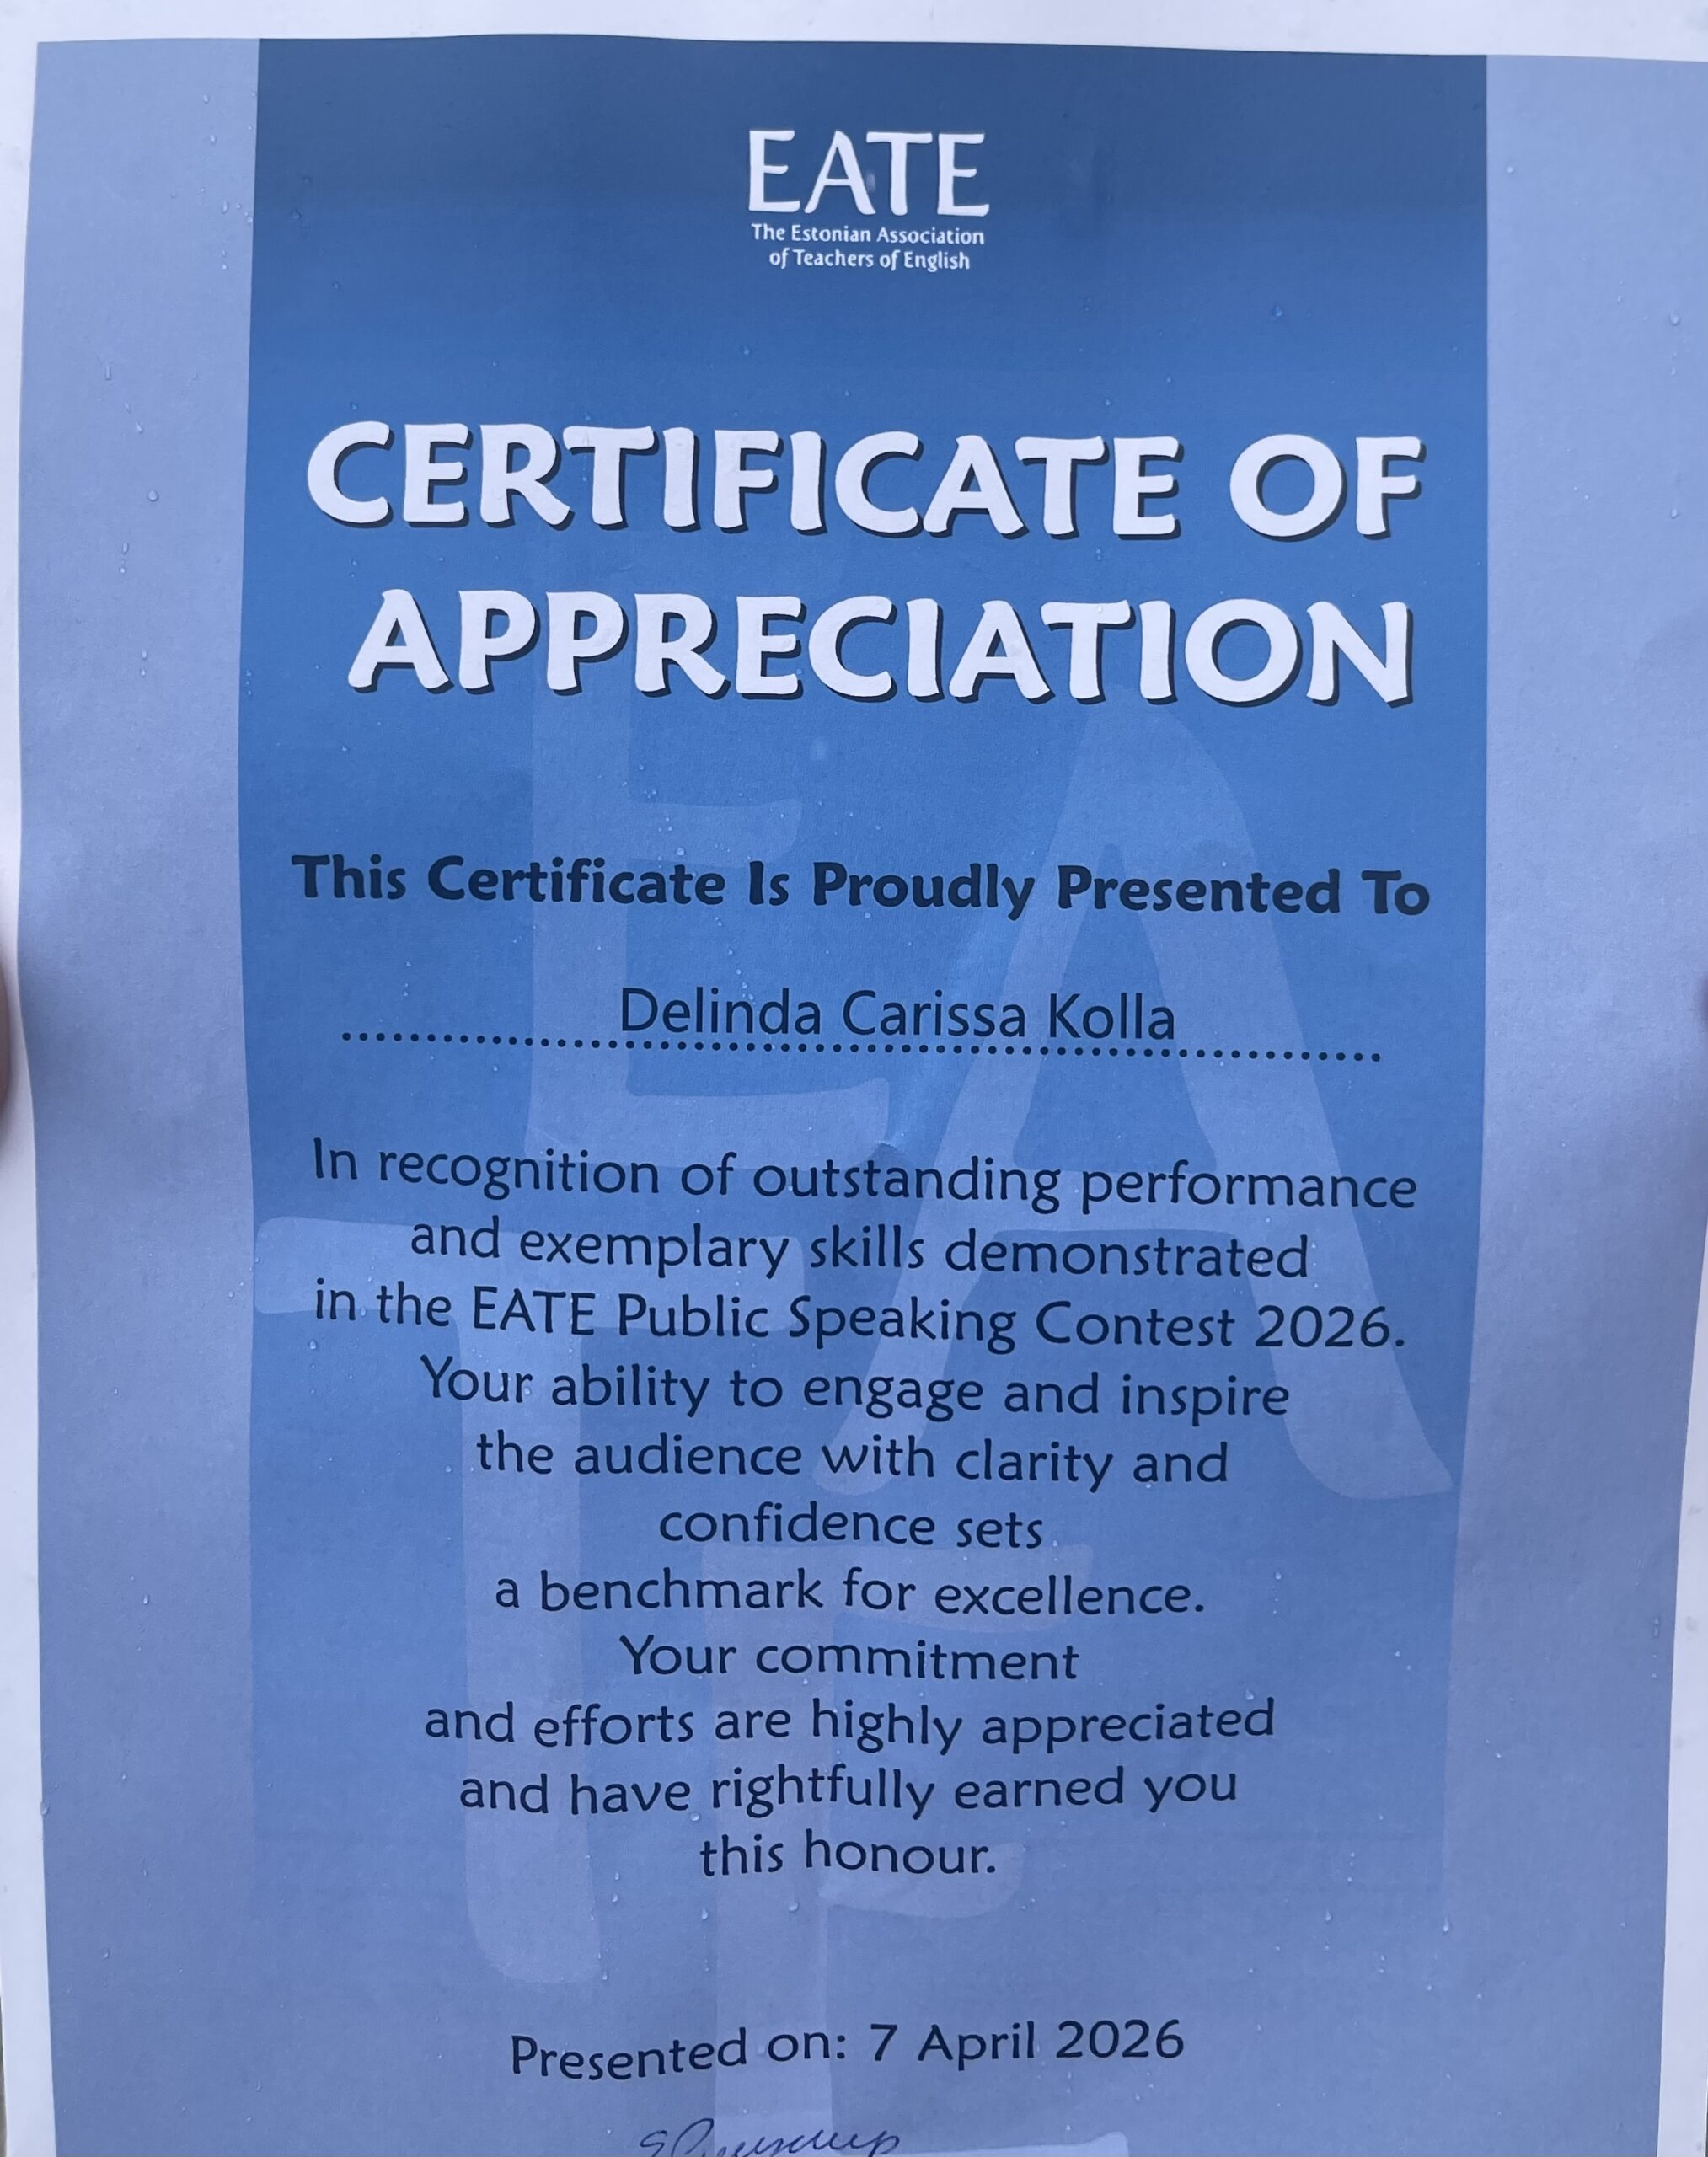 EATE
The Estonian Association
of Teachers of English
CERTIFICATE OF
APPRECIATION
This Certificate Is Proudly Presented To
Delinda Carissa Kolla
In recognition of outstanding performance
and exemplary skills demonstrated
in the EATE Public Speaking Contest 2026.
Your ability to engage and inspire
the audience with clarity and
confidence sets
a benchmark for excellence.
Your commitment
and efforts are highly appreciated
and have rightfully earned you
this honour.
Presented on: 7 April 2026